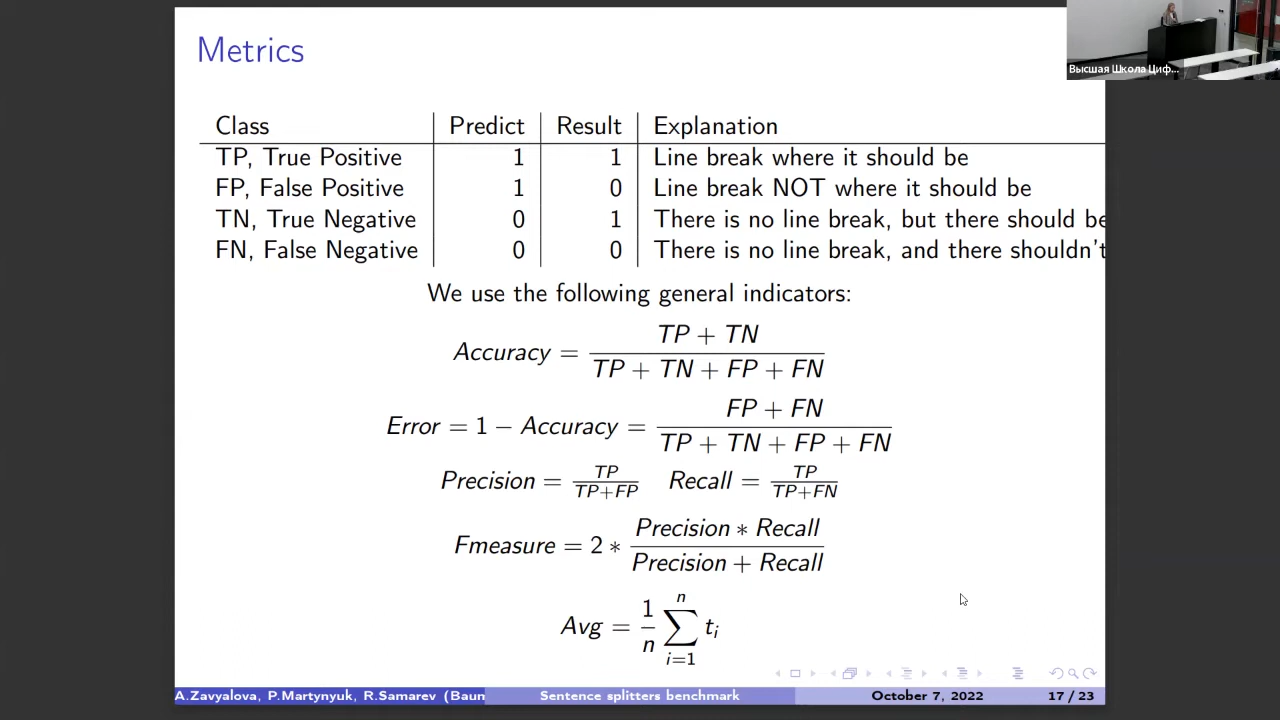 Metrics
Высшая Школа Циф...
Class Predict Result Explanation
TP, True Positive 1 1 Line break where it should be
FP, False Positive 1 0 Line break NOT where it should be
TN, True Negative 0 1 There is no line break, but there should be
FN, False Negative 0 0 There is no line break, and there shouldn't
We use the following general indicators:
Accuracy = TP + TN / TP + TN + FP + FN
Error = 1 − Accuracy = FP + FN / TP + TN + FP + FN
Precision = TP / TP+FP Recall = TP / TP+FN
Fmeasure = 2 * Precision * Recall / Precision + Recall
Avg = 1/n ∑ i=1 n t_i
A.Zavyalova, P.Martynyuk, R.Samarev (Baum Sentence splitters benchmark October 7, 2022 17 / 23